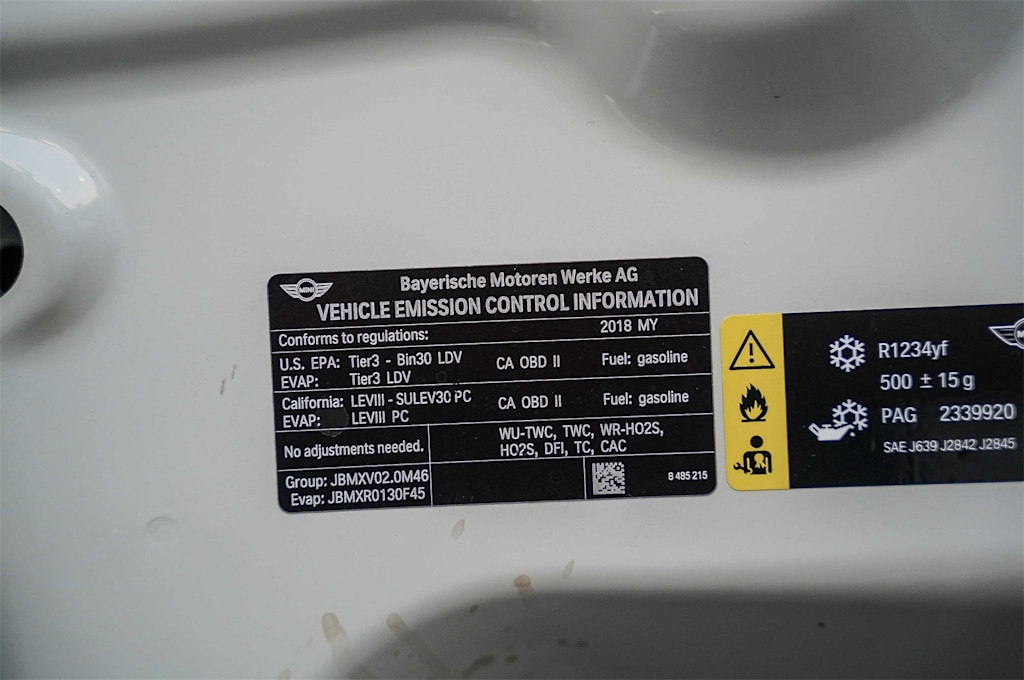 MINI
Bayerische Motoren Werke AG
VEHICLE EMISSION CONTROL INFORMATION
Conforms to regulations: 2018 MY
U.S. EPA: Tier3 - Bin30 LDV CA OBD II Fuel: gasoline
EVAP: Tier3 LDV
California: LEVIII - SULEV30 PC CA OBD II Fuel: gasoline
EVAP: LEVIII PC
No adjustments needed.
WU-TWC, TWC, WR-HO2S,
HO2S, DFI, TC, CAC
Group: JBMXV02.0M46
Evap: JBMXR0130F45
8 485 215
R1234yf
500 ± 15 g
PAG 2339920
SAE J639 J2842 J2845